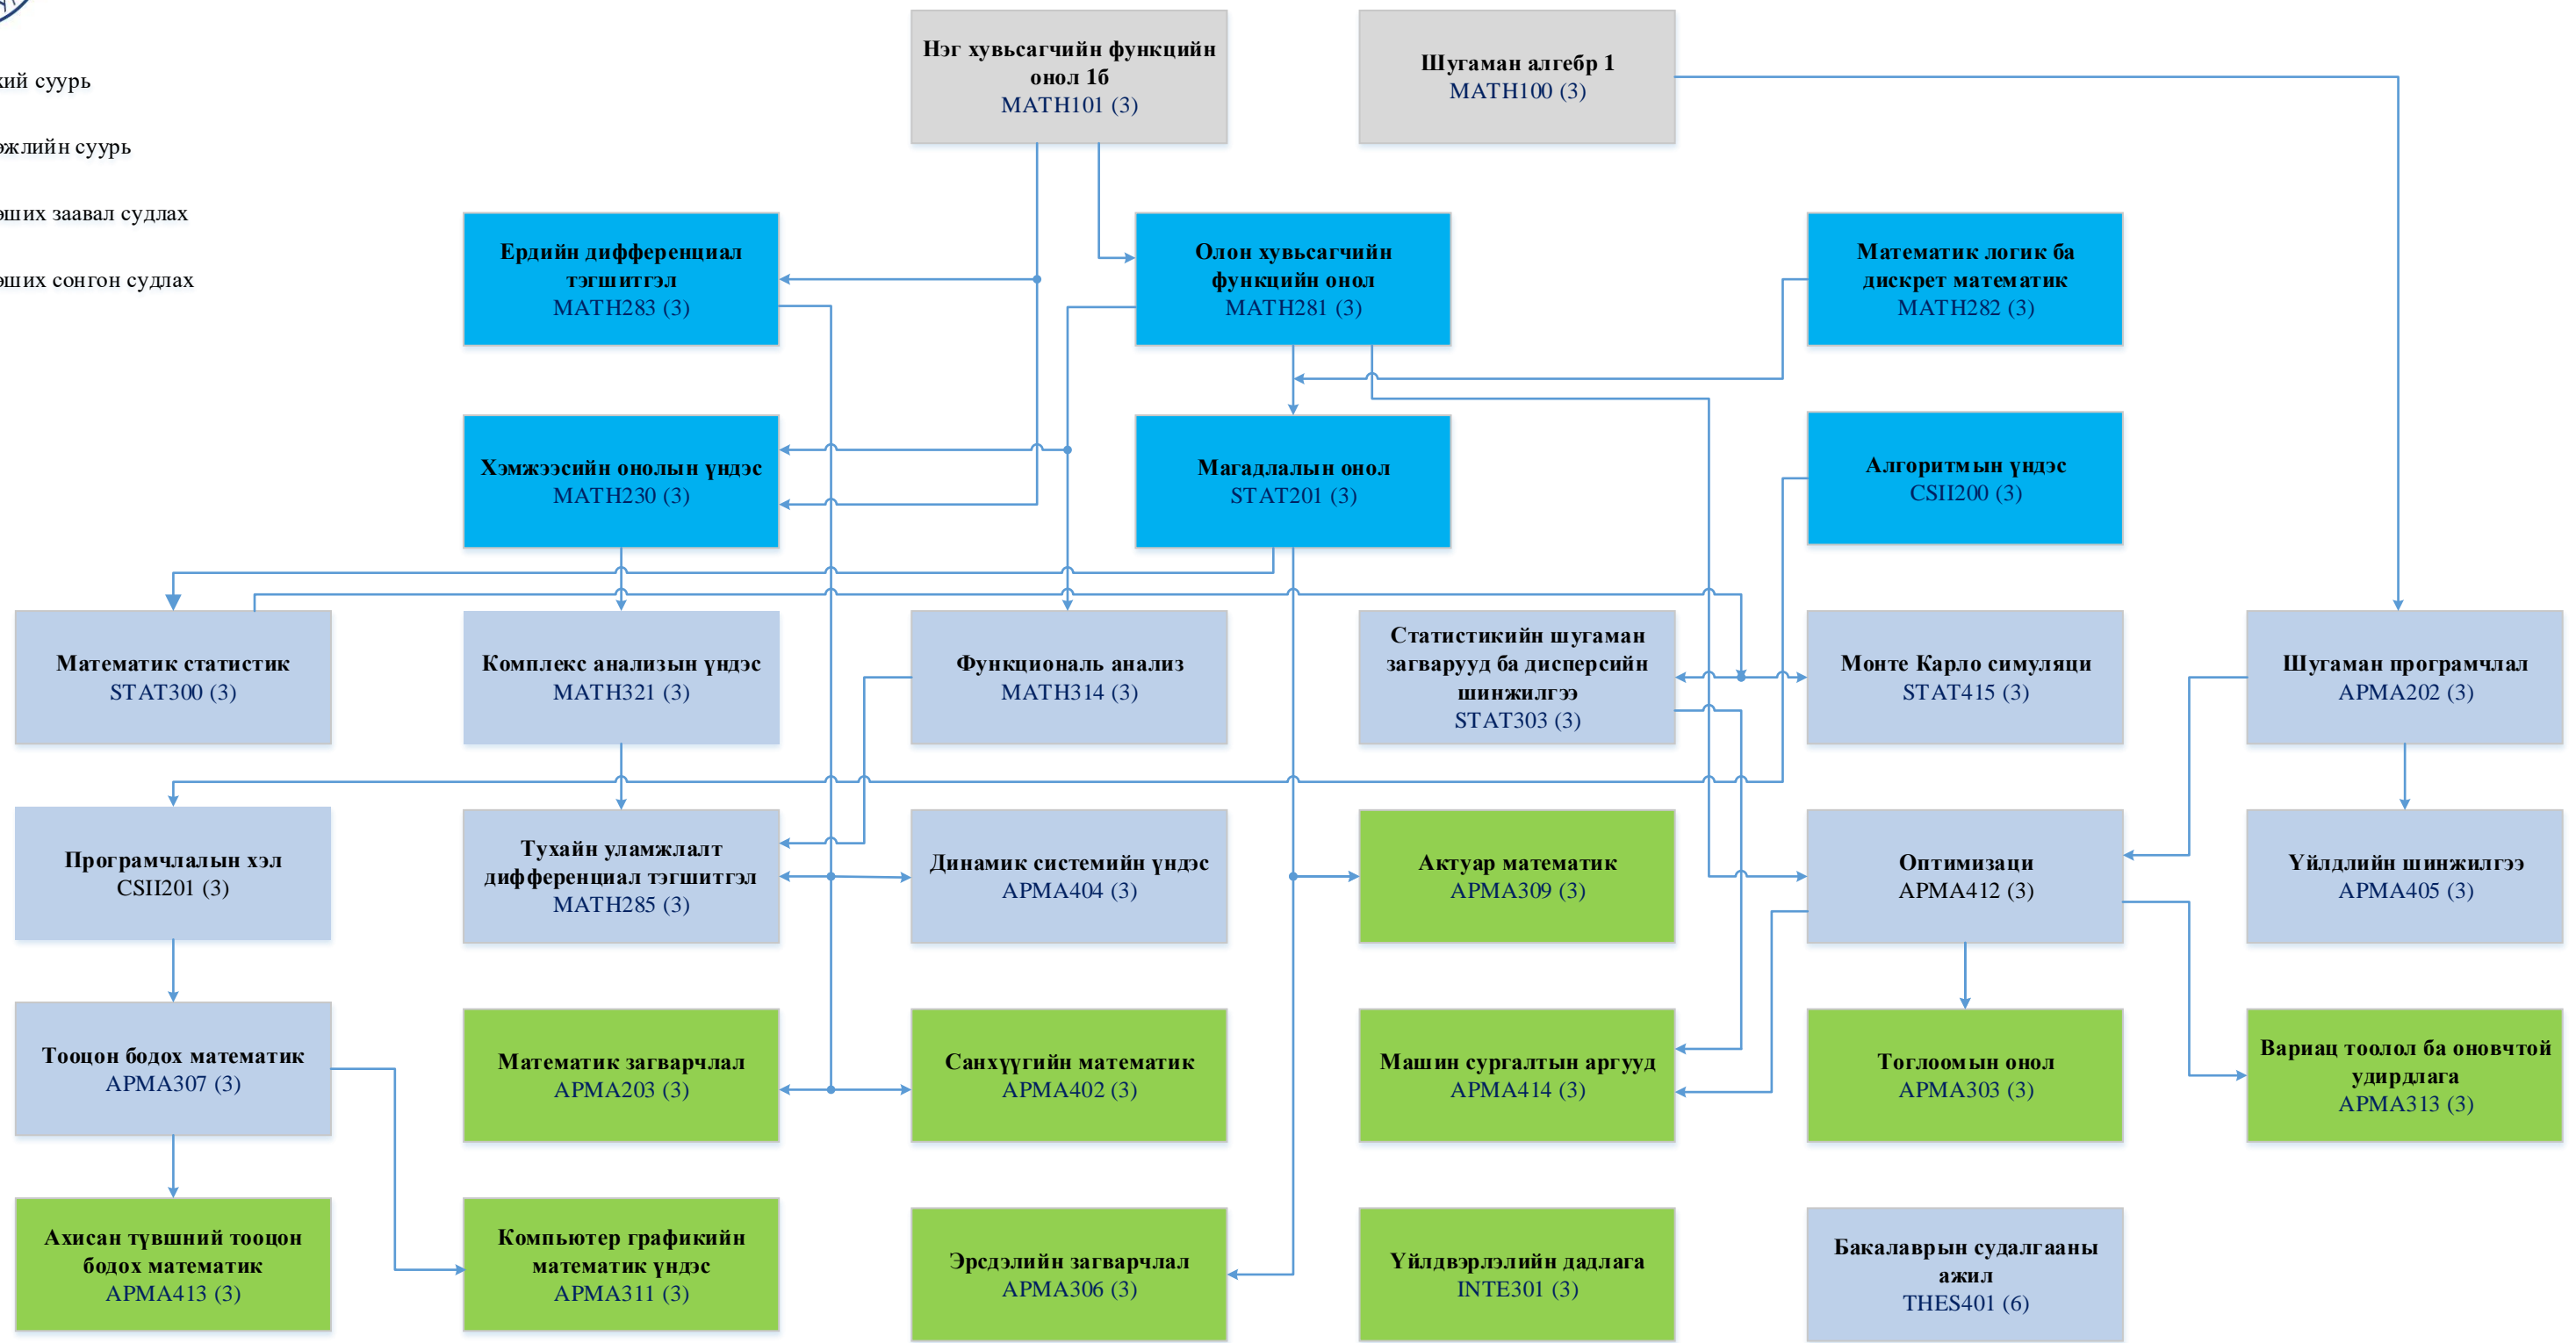 Нэг хувьсагчийн функцийн
онол 1б
MATH101 (3)
Шугаман алгебр 1
MATH100 (3)
суурь
суурь
заавал судлах
сонгон судлах
Ердийн дифференциал
тэгшитгэл
MATH283 (3)
Олон хувьсагчийн
функцийн онол
MATH281 (3)
Математик логик ба
дискрет математик
MATH282 (3)
Хэмжээсийн онолын үндэс
MATH230 (3)
Магадлалын онол
STAT201 (3)
Алгоритмын үндэс
CSII200 (3)
Математик статистик
STAT300 (3)
Комплекс анализын үндэс
MATH321 (3)
Функциональ анализ
MATH314 (3)
Статистикийн шугаман
загварууд ба дисперсийн
шинжилгээ
STAT303 (3)
Монте Карло симуляци
STAT415 (3)
Шугаман програмчлал
APMA202 (3)
Програмчлалын хэл
CSII201 (3)
Тухайн уламжлалт
дифференциал тэгшитгэл
MATH285 (3)
Динамик системийн үндэс
APMA404 (3)
Актуар математик
APMA309 (3)
Оптимизаци
APMA412 (3)
Үйлдлийн шинжилгээ
APMA405 (3)
Тооцон бодох математик
APMA307 (3)
Математик загварчлал
APMA203 (3)
Санхүүгийн математик
APMA402 (3)
Машин сургалтын аргууд
APMA414 (3)
Тоглоомын онол
APMA303 (3)
Вариац тоолол ба оновчтой
удирдлага
APMA313 (3)
Ахисан түвшний тооцон
бодох математик
APMA413 (3)
Компьютер графикийн
математик үндэс
APMA311 (3)
Эрсдэлийн загварчлал
APMA306 (3)
Үйлдвэрлэлийн дадлага
INTE301 (3)
Бакалаврын судалгааны
ажил
THES401 (6)